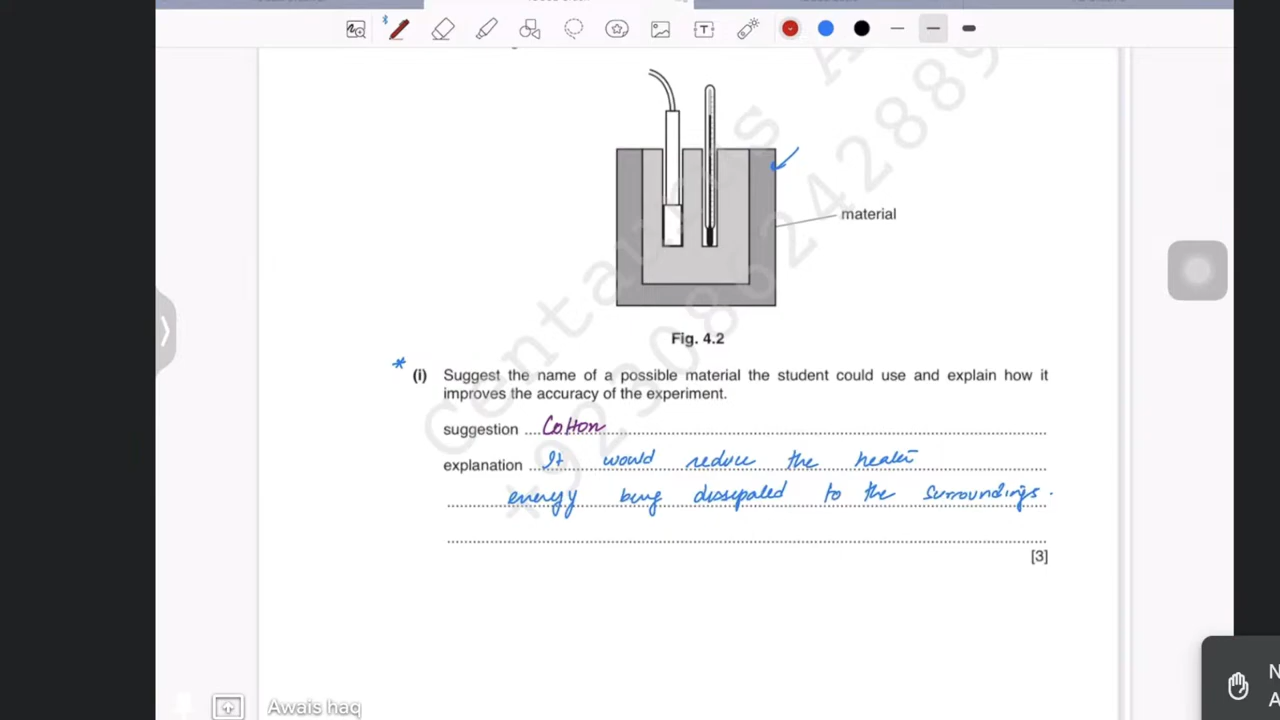 material
Fig. 4.2
* (i) Suggest the name of a possible material the student could use and explain how it
improves the accuracy of the experiment.
suggestion Cotton
explanation It would reduce the heat
energy being dissipated to the surroundings.
[3]
Centauras
+923086242889
Awais haq
N
A